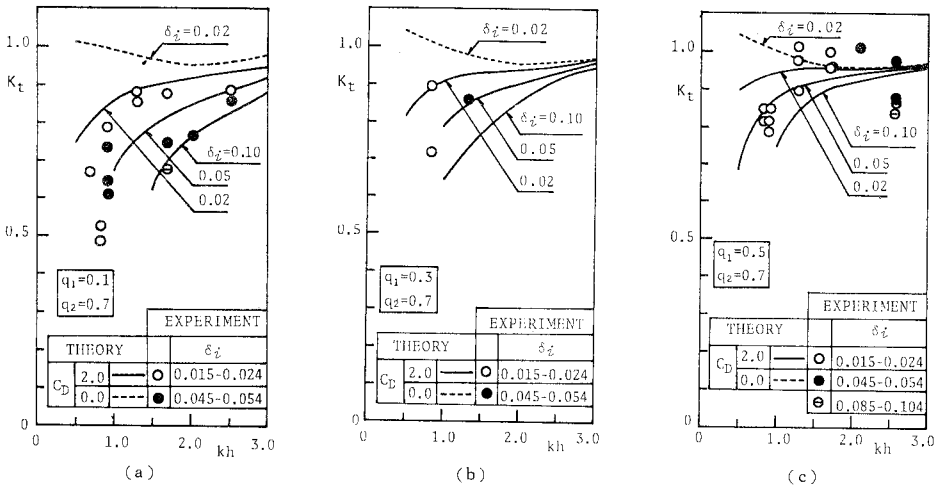 δi=0.02
1.0
Kt
δi=0.10
0.05
0.02
0.5
q1=0.1
q2=0.7
EXPERIMENT
THEORY
δi
CD
2.0
0.015-0.024
0.0
0.045-0.054
0
0
1.0
2.0
kh
3.0
(a)
δi=0.02
1.0
Kt
δi=0.10
0.05
0.02
0.5
q1=0.3
q2=0.7
EXPERIMENT
THEORY
δi
CD
2.0
0.015-0.024
0.0
0.045-0.054
0
0
1.0
2.0
kh
3.0
(b)
δi=0.02
1.0
Kt
δi=0.10
0.05
0.02
0.5
q1=0.5
q2=0.7
EXPERIMENT
THEORY
δi
CD
2.0
0.015-0.024
0.0
0.045-0.054
0.085-0.104
0
0
1.0
2.0
kh
3.0
(c)